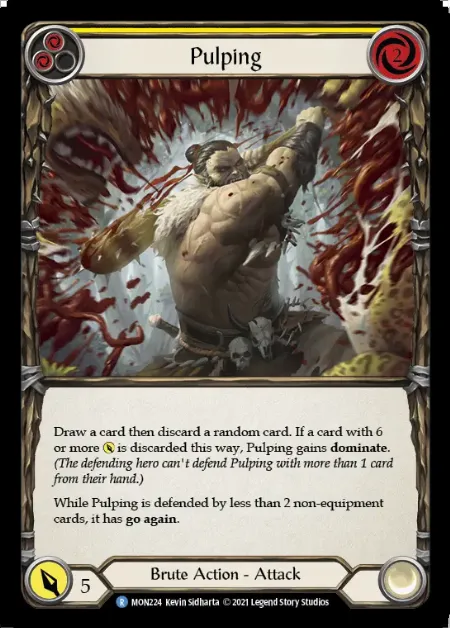 Pulping
2
Draw a card then discard a random card. If a card with 6
or more is discarded this way, Pulping gains dominate.
(The defending hero can't defend Pulping with more than 1 card
from their hand.)
While Pulping is defended by less than 2 non-equipment
cards, it has go again.
5
Brute Action - Attack
R MON224 Kevin Sidharta © 2021 Legend Story Studios